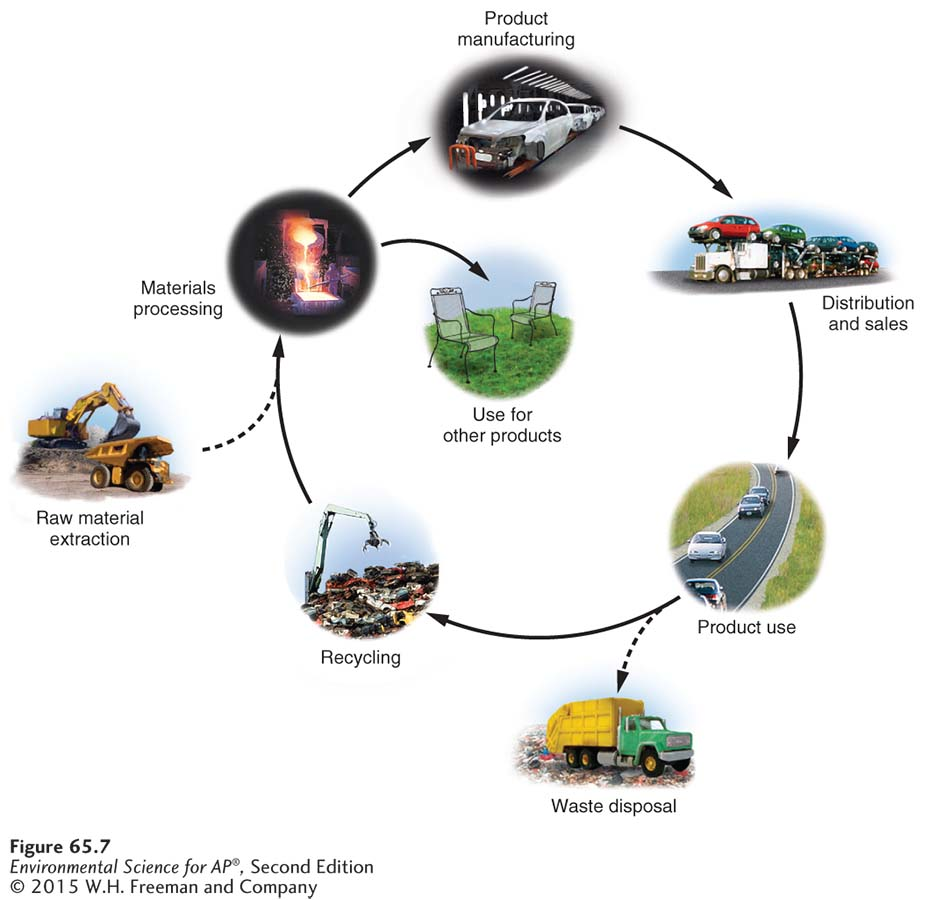 Product
manufacturing
Materials
processing
Distribution
and sales
Use for
other products
Raw material
extraction
Product use
Recycling
Waste disposal
Figure 65.7
Environmental Science for AP®, Second Edition
© 2015 W.H. Freeman and Company